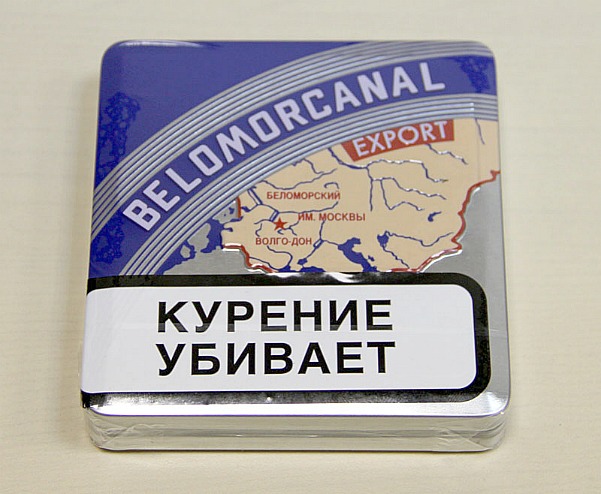 BELOMORCANAL
EXPORT
БЕЛОМОРСКИЙ
ИМ. МОСКВЫ
ВОЛГО-ДОН
КУРЕНИЕ
УБИВАЕТ